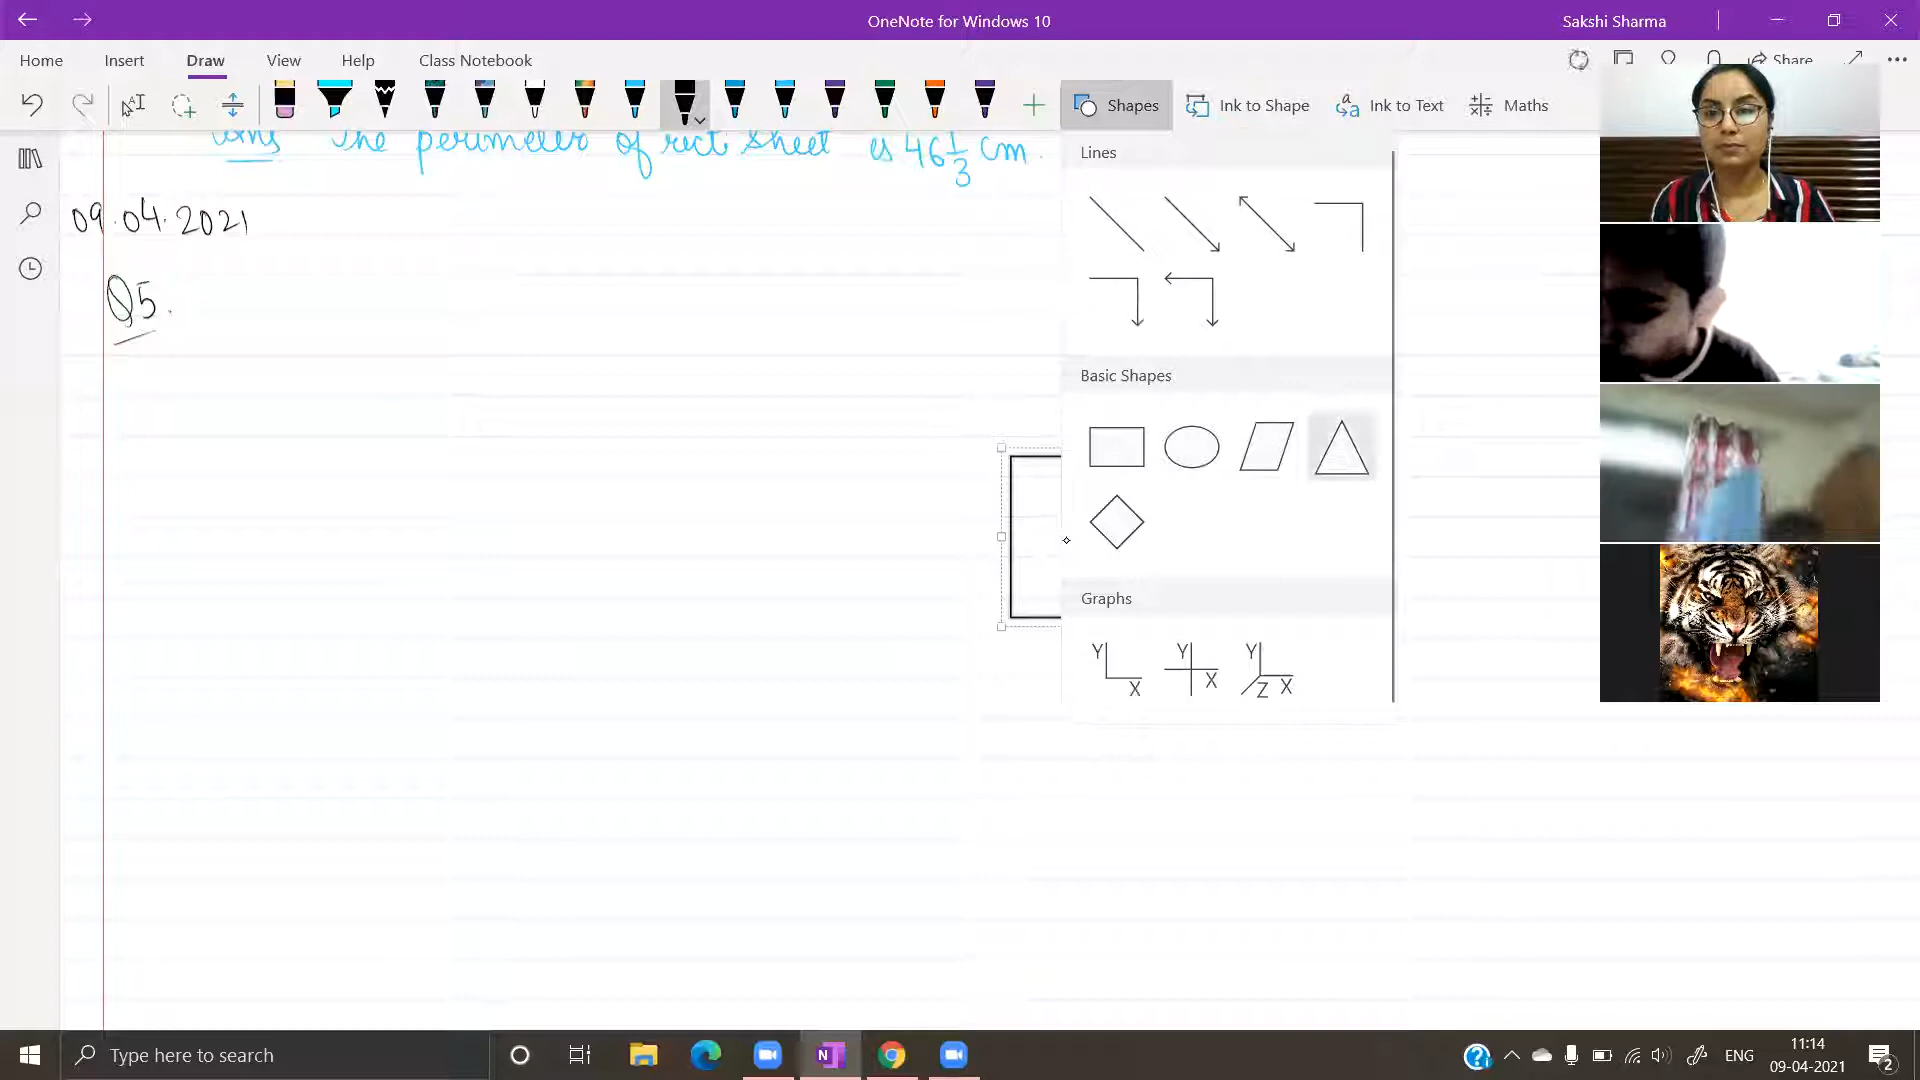 OneNote for Windows 10
Sakshi Sharma
Home Insert Draw View Help Class Notebook
Share
Shapes Ink to Shape Ink to Text Maths
Ans The perimeter of rect sheet is 46 1/3 cm.
09.04.2021
Q5.
Lines
Basic Shapes
Graphs
Y X Y X Y Z X
Type here to search
ENG
11:14
09-04-2021
2